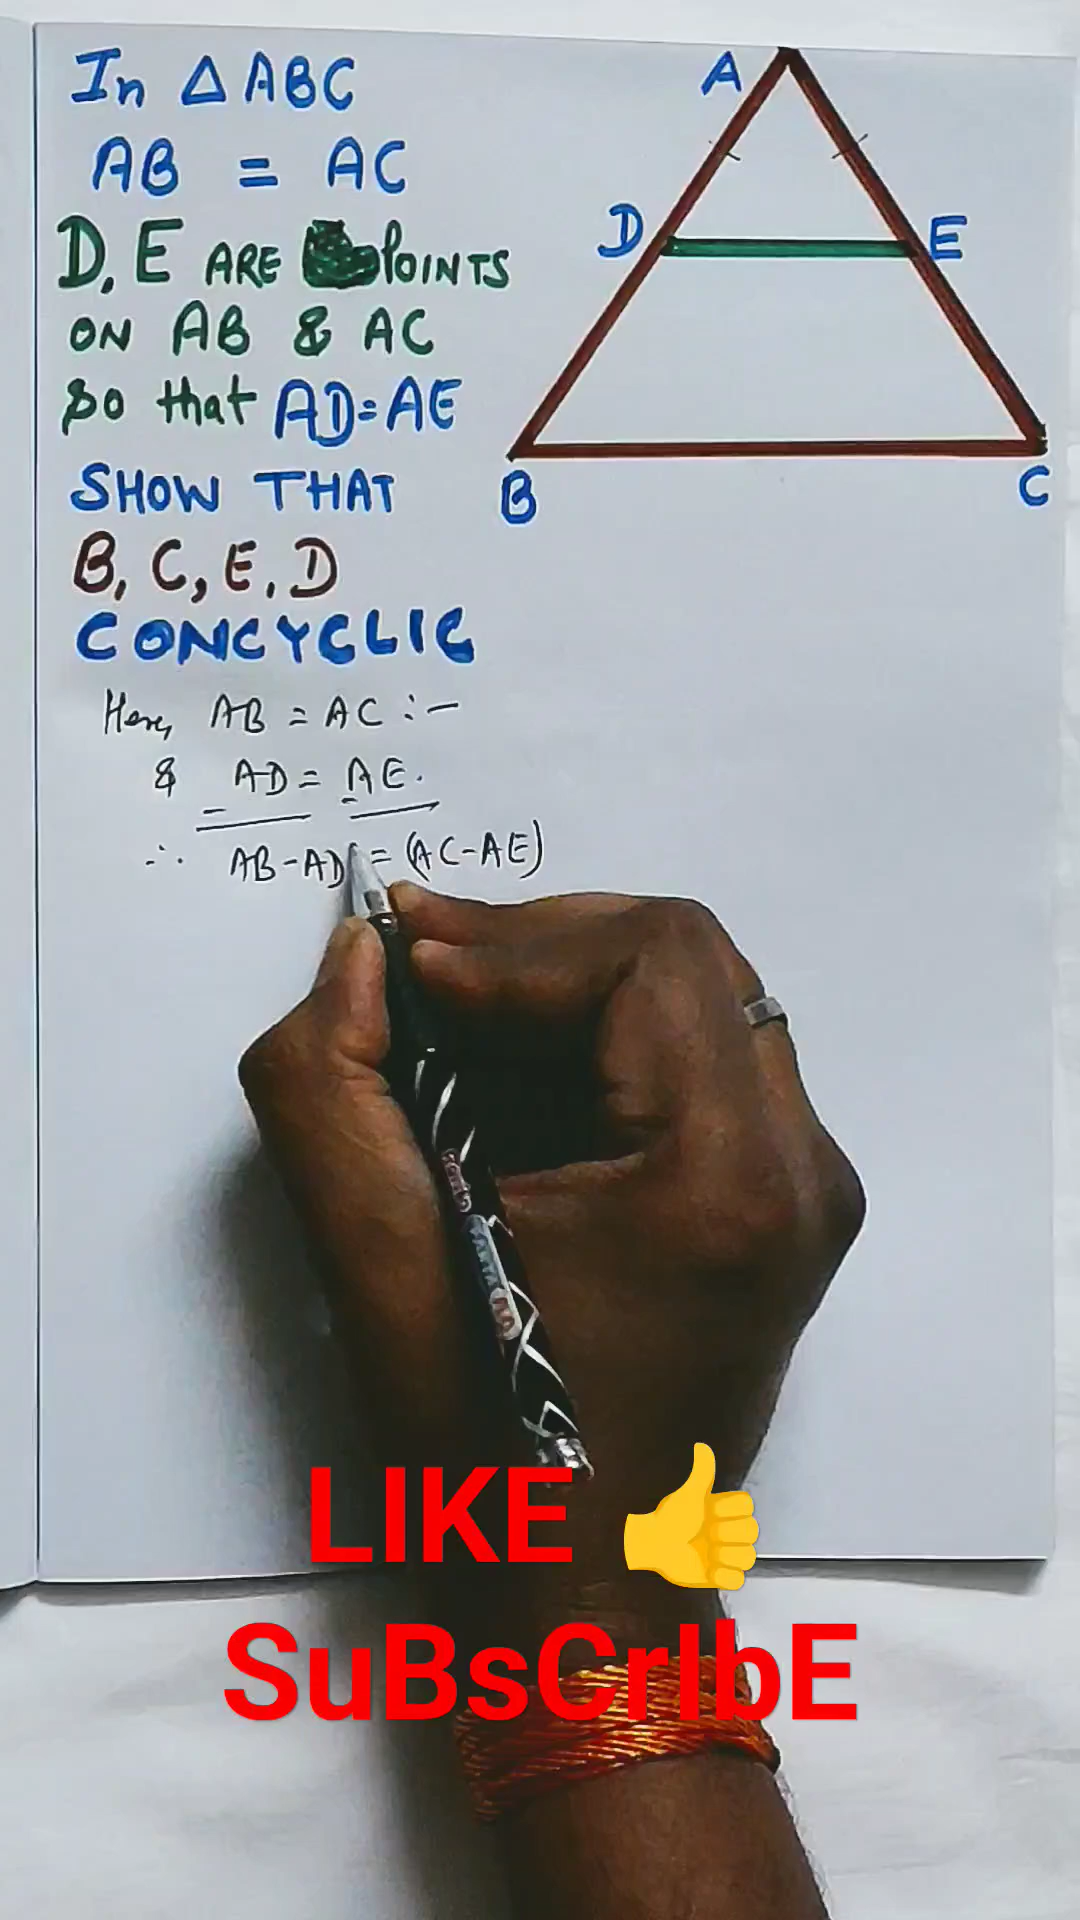 In △ ABC
AB = AC
D, E ARE POINTS
ON AB & AC
so that AD=AE
SHOW THAT
B, C, E, D
CONCYCLIC
A
D
E
B
C
Here, AB = AC :-
& AD = AE.
- -
∴ AB-AD = (AC-AE)
LIKE 👍
SuBsCrIbE